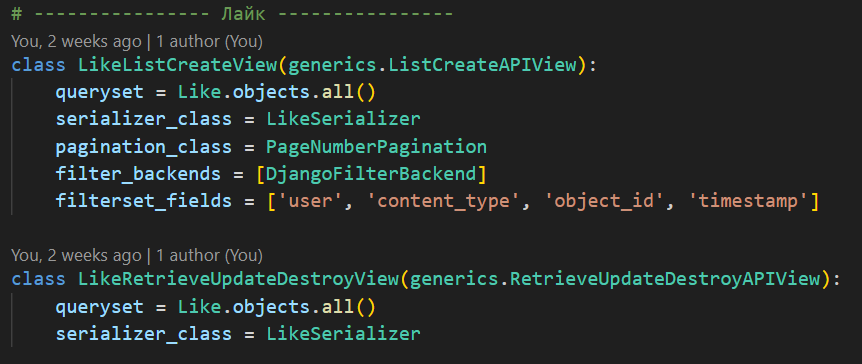 # ---------------- Лайк ----------------
You, 2 weeks ago | 1 author (You)
class LikeListCreateView(generics.ListCreateAPIView):
    queryset = Like.objects.all()
    serializer_class = LikeSerializer
    pagination_class = PageNumberPagination
    filter_backends = [DjangoFilterBackend]
    filterset_fields = ['user', 'content_type', 'object_id', 'timestamp']
You, 2 weeks ago | 1 author (You)
class LikeRetrieveUpdateDestroyView(generics.RetrieveUpdateDestroyAPIView):
    queryset = Like.objects.all()
    serializer_class = LikeSerializer